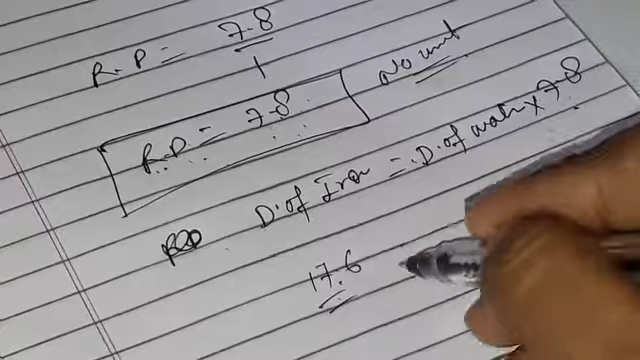 R.D = 7.8
1
No unit
R.D = 7.8
D.of Iron = D.of water × 7.8
17.6